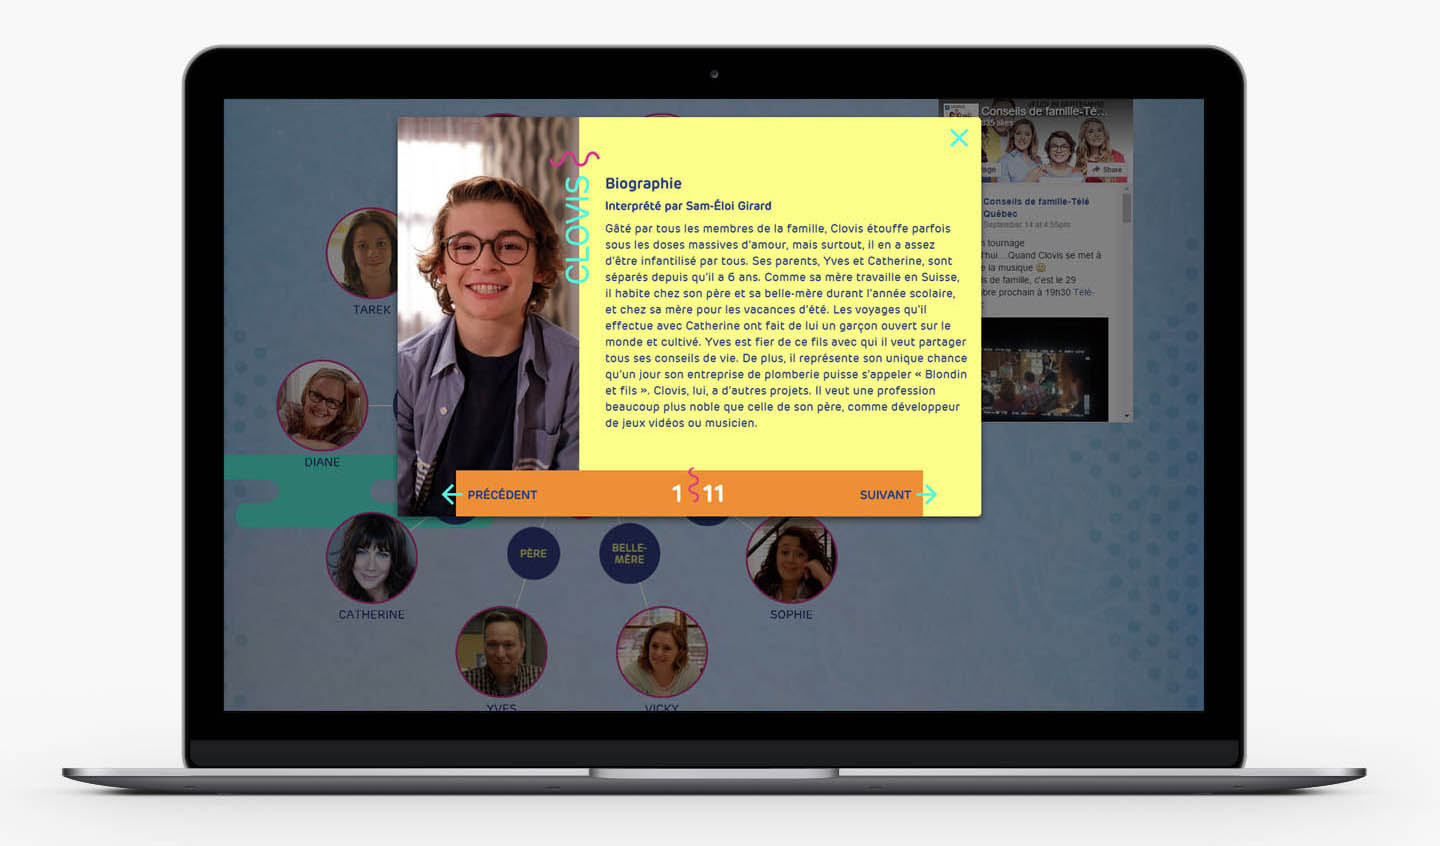 Conseils de famille-Té...
335 likes
Share
Conseils de famille-Télé
Québec
September 14 at 4:55pm
tournage
'hui... Quand Clovis se met à
e la musique
ls de famille, c'est le 29
bre prochain à 19h30 Télé-
CLOVIS
Biographie
Interprété par Sam-Éloi Girard
Gâté par tous les membres de la famille, Clovis étouffe parfois
sous les doses massives d'amour, mais surtout, il en a assez
d'être infantilisé par tous. Ses parents, Yves et Catherine, sont
séparés depuis qu'il a 6 ans. Comme sa mère travaille en Suisse,
il habite chez son père et sa belle-mère durant l'année scolaire,
et chez sa mère pour les vacances d'été. Les voyages qu'il
effectue avec Catherine ont fait de lui un garçon ouvert sur le
monde et cultivé. Yves est fier de ce fils avec qui il veut partager
tous ses conseils de vie. De plus, il représente son unique chance
qu'un jour son entreprise de plomberie puisse s'appeler « Blondin
et fils ». Clovis, lui, a d'autres projets. Il veut une profession
beaucoup plus noble que celle de son père, comme développeur
de jeux vidéos ou musicien.
PRÉCÉDENT
1 11
SUIVANT
TAREK
DIANE
PÈRE
BELLE-
MÈRE
CATHERINE
SOPHIE
YVES
VICKY